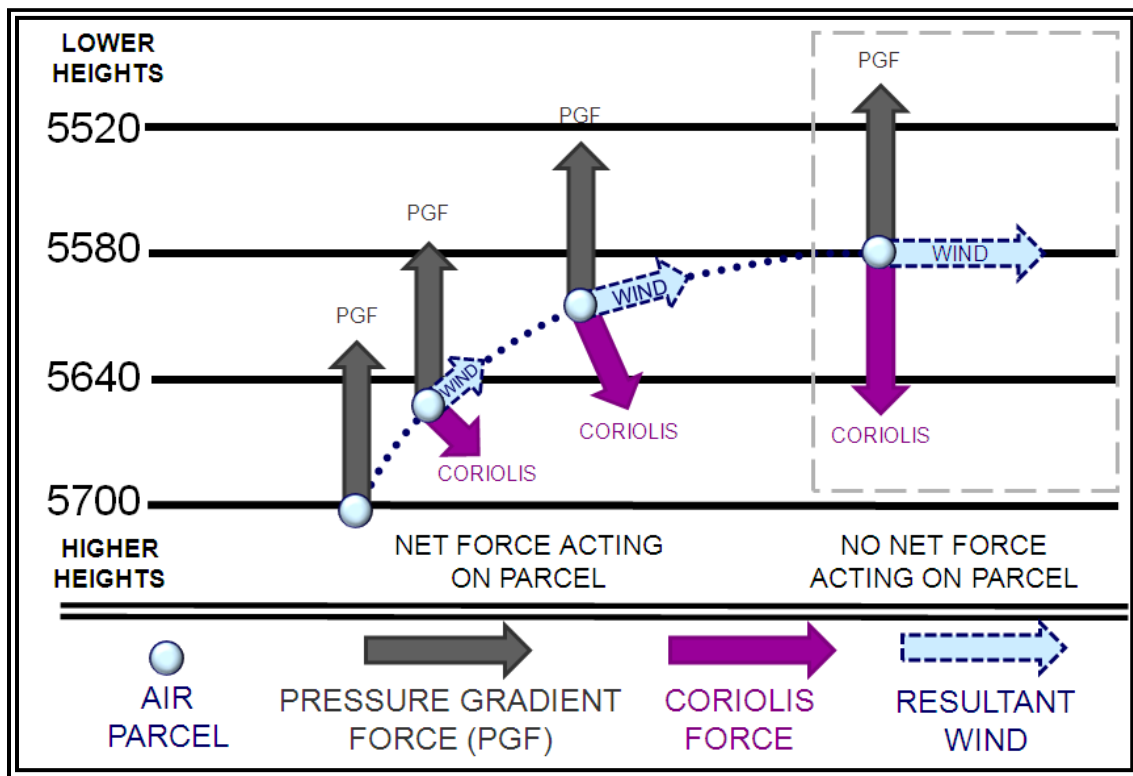 LOWER
HEIGHTS
PGF
5520
PGF
PGF
5580
WIND
WIND
PGF
5640
WIND
CORIOLIS
CORIOLIS
CORIOLIS
5700
HIGHER
HEIGHTS
NET FORCE ACTING
ON PARCEL
NO NET FORCE
ACTING ON PARCEL
AIR
PARCEL
PRESSURE GRADIENT
FORCE (PGF)
CORIOLIS
FORCE
RESULTANT
WIND